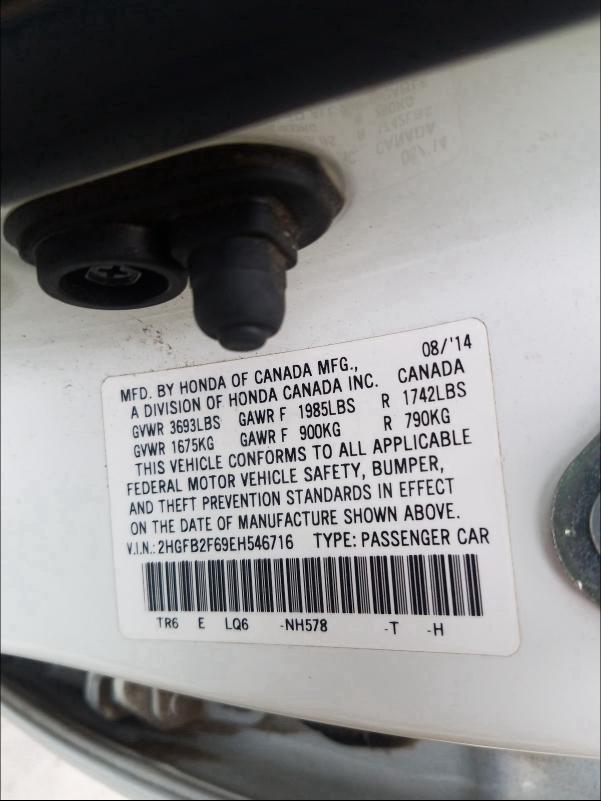 MFD. BY HONDA OF CANADA MFG., 08/'14
A DIVISION OF HONDA CANADA INC. CANADA
GVWR 3693LBS GAWR F 1985LBS R 1742LBS
GVWR 1675KG GAWR F 900KG R 790KG
THIS VEHICLE CONFORMS TO ALL APPLICABLE
FEDERAL MOTOR VEHICLE SAFETY, BUMPER,
AND THEFT PREVENTION STANDARDS IN EFFECT
ON THE DATE OF MANUFACTURE SHOWN ABOVE.
V.I.N.: 2HGFB2F69EH546716 TYPE: PASSENGER CAR
TR6 E LQ6 -NH578 -T -H